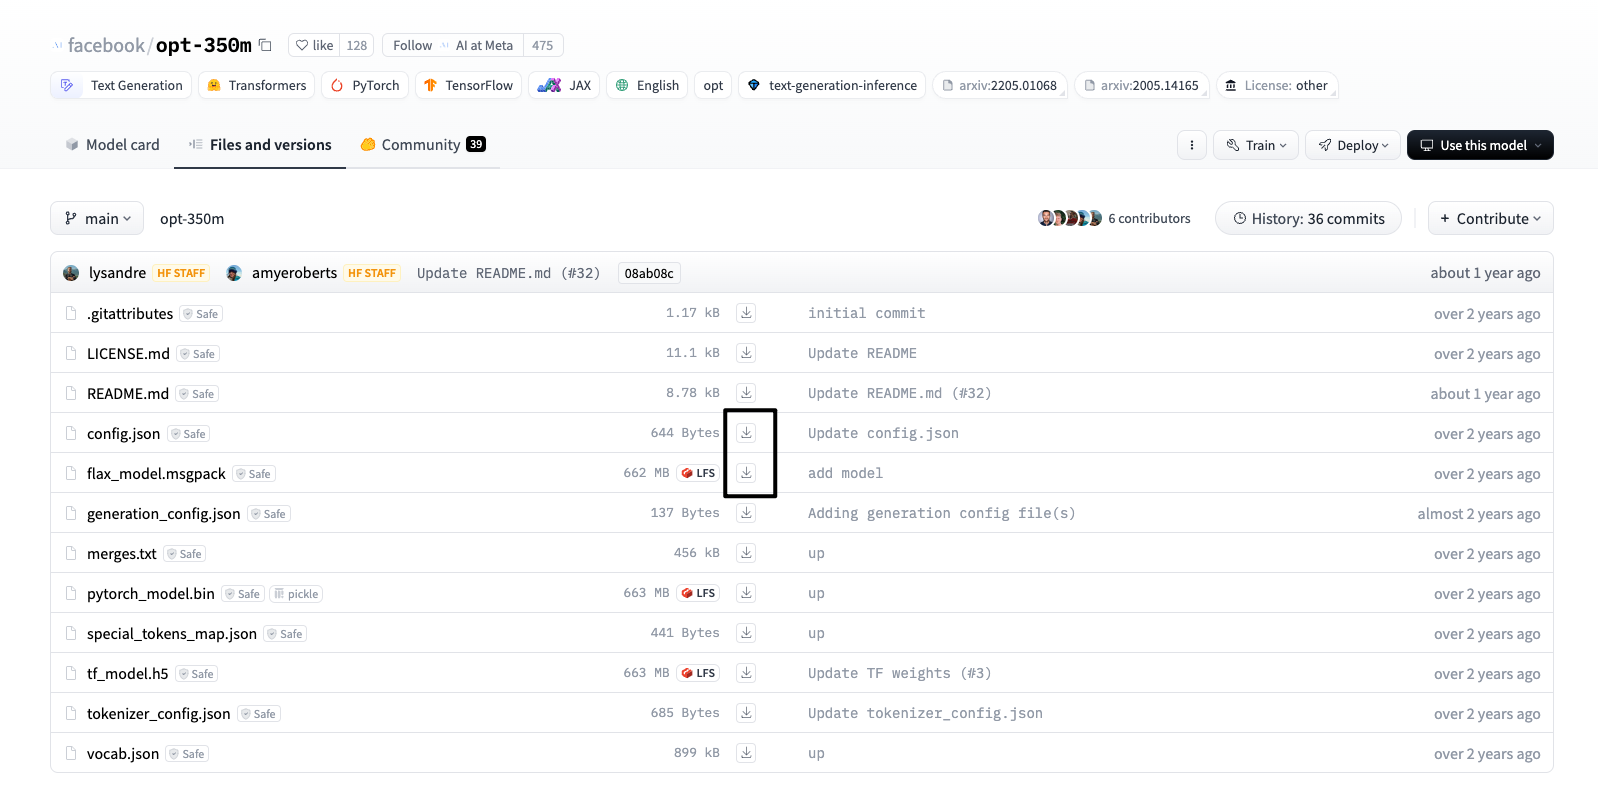 facebook/opt-350m like 128 Follow AI at Meta 475
Text Generation Transformers PyTorch TensorFlow JAX English opt text-generation-inference arxiv:2205.01068 arxiv:2005.14165 License: other
Model card Files and versions Community 39 Train Deploy Use this model
main opt-350m 6 contributors History: 36 commits + Contribute
lysandre HF STAFF amyeroberts HF STAFF Update README.md (#32) 08ab08c about 1 year ago
.gitattributes Safe 1.17 kB initial commit over 2 years ago
LICENSE.md Safe 11.1 kB Update README over 2 years ago
README.md Safe 8.78 kB Update README.md (#32) about 1 year ago
config.json Safe 644 Bytes Update config.json over 2 years ago
flax_model.msgpack Safe 662 MB LFS add model over 2 years ago
generation_config.json Safe 137 Bytes Adding generation config file(s) almost 2 years ago
merges.txt Safe 456 kB up over 2 years ago
pytorch_model.bin Safe pickle 663 MB LFS up over 2 years ago
special_tokens_map.json Safe 441 Bytes up over 2 years ago
tf_model.h5 Safe 663 MB LFS Update TF weights (#3) over 2 years ago
tokenizer_config.json Safe 685 Bytes Update tokenizer_config.json over 2 years ago
vocab.json Safe 899 kB up over 2 years ago